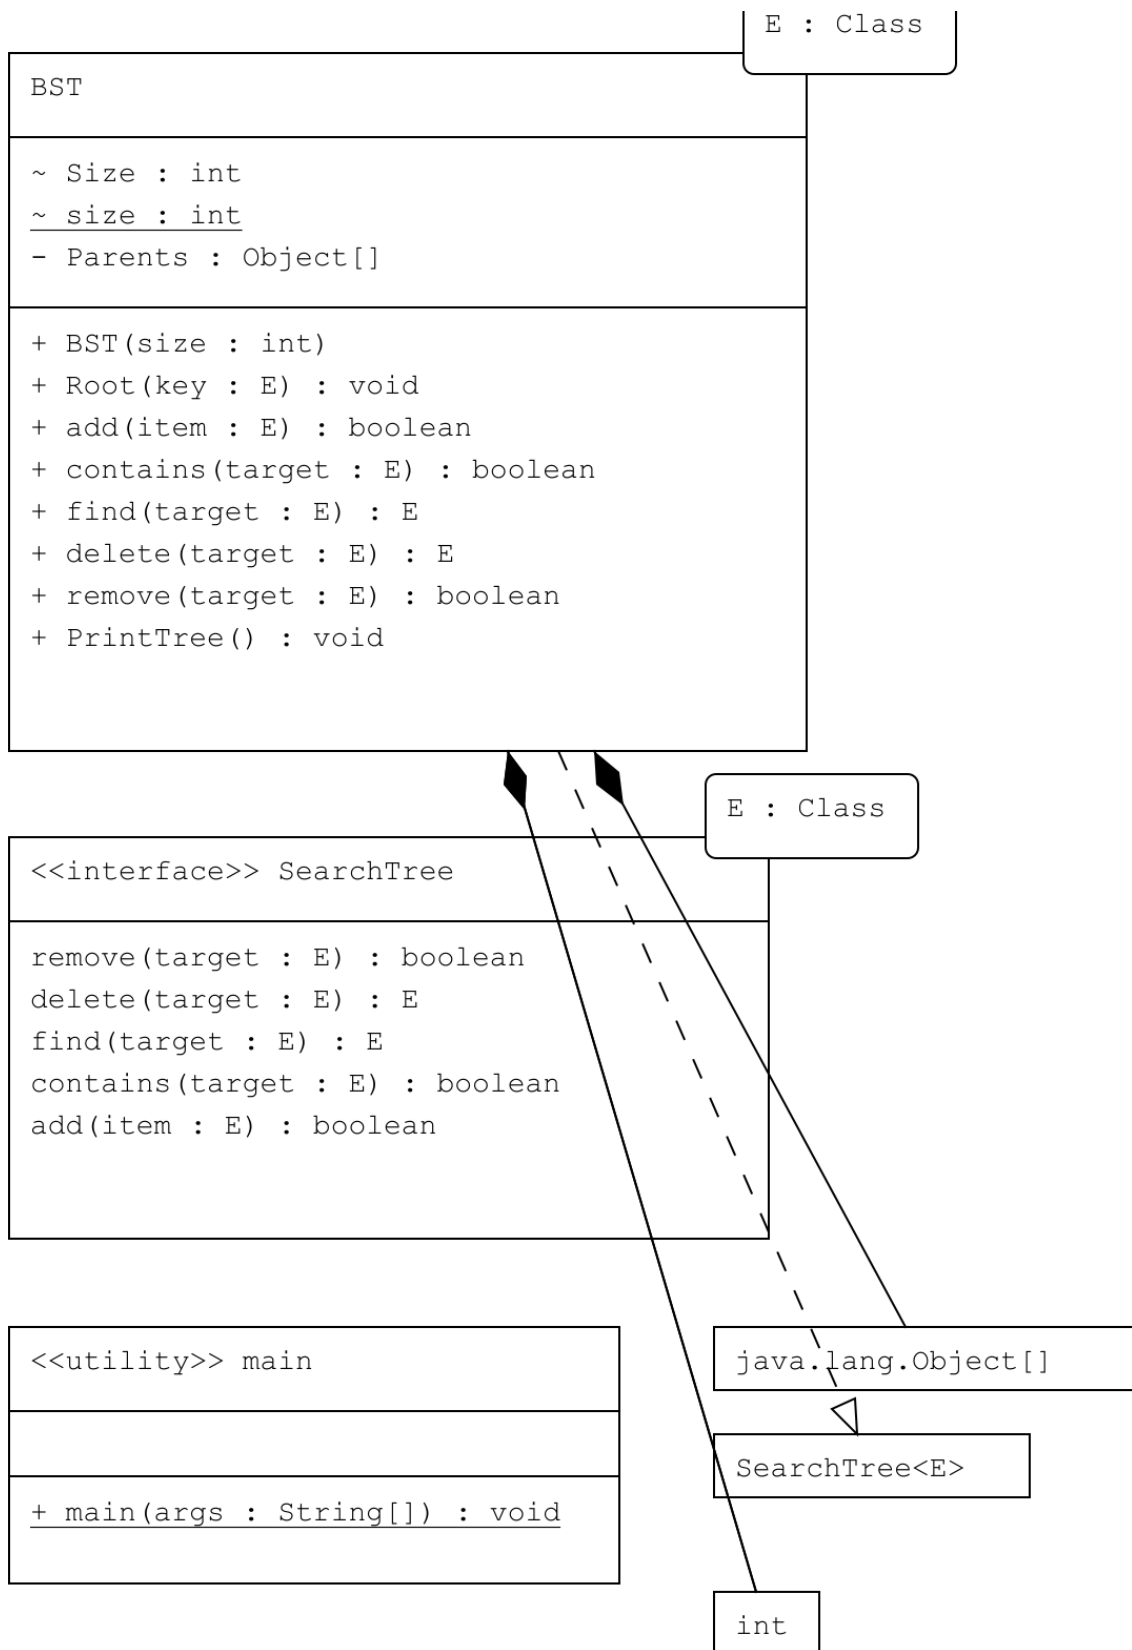 E : Class
BST
~ Size : int
~ size : int
- Parents : Object[]
+ BST(size : int)
+ Root(key : E) : void
+ add(item : E) : boolean
+ contains(target : E) : boolean
+ find(target : E) : E
+ delete(target : E) : E
+ remove(target : E) : boolean
+ PrintTree() : void
E : Class
<<interface>> SearchTree
remove(target : E) : boolean
delete(target : E) : E
find(target : E) : E
contains(target : E) : boolean
add(item : E) : boolean
<<utility>> main
java.lang.Object[]
SearchTree<E>
+ main(args : String[]) : void
int